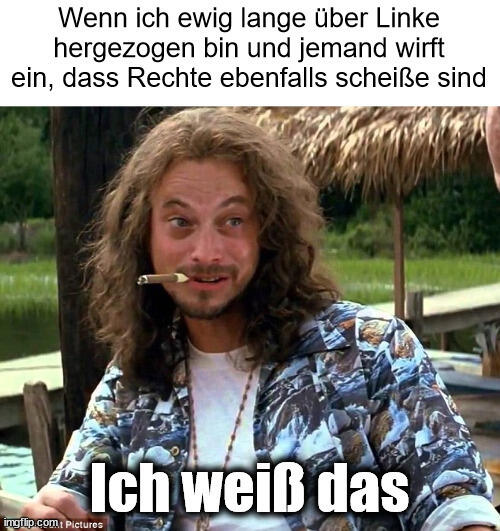 Wenn ich ewig lange über Linke
hergezogen bin und jemand wirft
ein, dass Rechte ebenfalls scheiße sind
Ich weiß das
imgflip.com
t Pictures